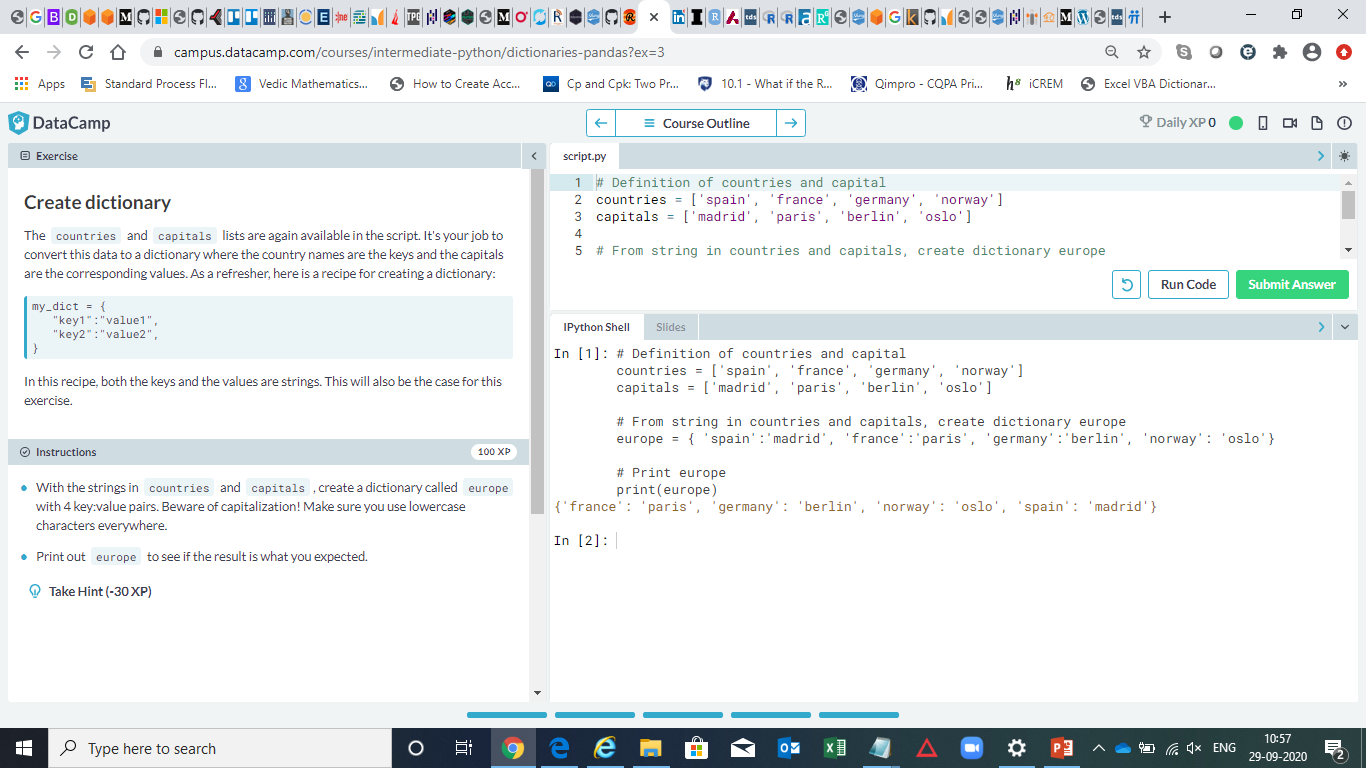 campus.datacamp.com/courses/intermediate-python/dictionaries-pandas?ex=3
Apps
Standard Process Fl...
Vedic Mathematics...
How to Create Acc...
Cp and Cpk: Two Pr...
10.1 - What if the R...
Qimpro - CQPA Pri...
iCREM
Excel VBA Dictionar...
»
DataCamp
Course Outline
Daily XP 0
Exercise
Create dictionary
The countries and capitals lists are again available in the script. It's your job to
convert this data to a dictionary where the country names are the keys and the capitals
are the corresponding values. As a refresher, here is a recipe for creating a dictionary:
my_dict = {
   "key1":"value1",
   "key2":"value2",
}
In this recipe, both the keys and the values are strings. This will also be the case for this
exercise.
Instructions
100 XP
• With the strings in countries and capitals , create a dictionary called europe
with 4 key:value pairs. Beware of capitalization! Make sure you use lowercase
characters everywhere.
• Print out europe to see if the result is what you expected.
Take Hint (-30 XP)
script.py
1 # Definition of countries and capital
2 countries = ['spain', 'france', 'germany', 'norway']
3 capitals = ['madrid', 'paris', 'berlin', 'oslo']
4
5 # From string in countries and capitals, create dictionary europe
Run Code
Submit Answer
IPython Shell
Slides
In [1]: # Definition of countries and capital
        countries = ['spain', 'france', 'germany', 'norway']
        capitals = ['madrid', 'paris', 'berlin', 'oslo']
        # From string in countries and capitals, create dictionary europe
        europe = { 'spain':'madrid', 'france':'paris', 'germany':'berlin', 'norway': 'oslo'}
        # Print europe
        print(europe)
{'france': 'paris', 'germany': 'berlin', 'norway': 'oslo', 'spain': 'madrid'}
In [2]:
Type here to search
ENG
10:57
29-09-2020
2